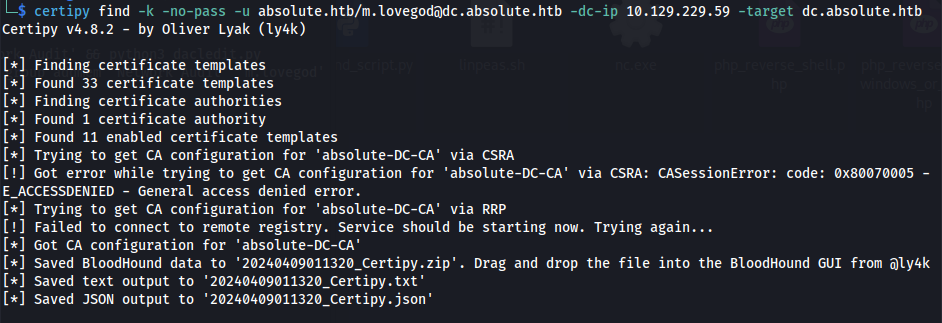 └─$ certipy find -k -no-pass -u absolute.htb/m.lovegod@dc.absolute.htb -dc-ip 10.129.229.59 -target dc.absolute.htb
Certipy v4.8.2 - by Oliver Lyak (ly4k)
[*] Finding certificate templates
[*] Found 33 certificate templates
[*] Finding certificate authorities
[*] Found 1 certificate authority
[*] Found 11 enabled certificate templates
[*] Trying to get CA configuration for 'absolute-DC-CA' via CSRA
[!] Got error while trying to get CA configuration for 'absolute-DC-CA' via CSRA: CASessionError: code: 0x80070005 -
E_ACCESSDENIED - General access denied error.
[*] Trying to get CA configuration for 'absolute-DC-CA' via RRP
[!] Failed to connect to remote registry. Service should be starting now. Trying again...
[*] Got CA configuration for 'absolute-DC-CA'
[*] Saved BloodHound data to '20240409011320_Certipy.zip'. Drag and drop the file into the BloodHound GUI from @ly4k
[*] Saved text output to '20240409011320_Certipy.txt'
[*] Saved JSON output to '20240409011320_Certipy.json'
linpeas.sh
nc.exe
php_reverse_shell.p
hp